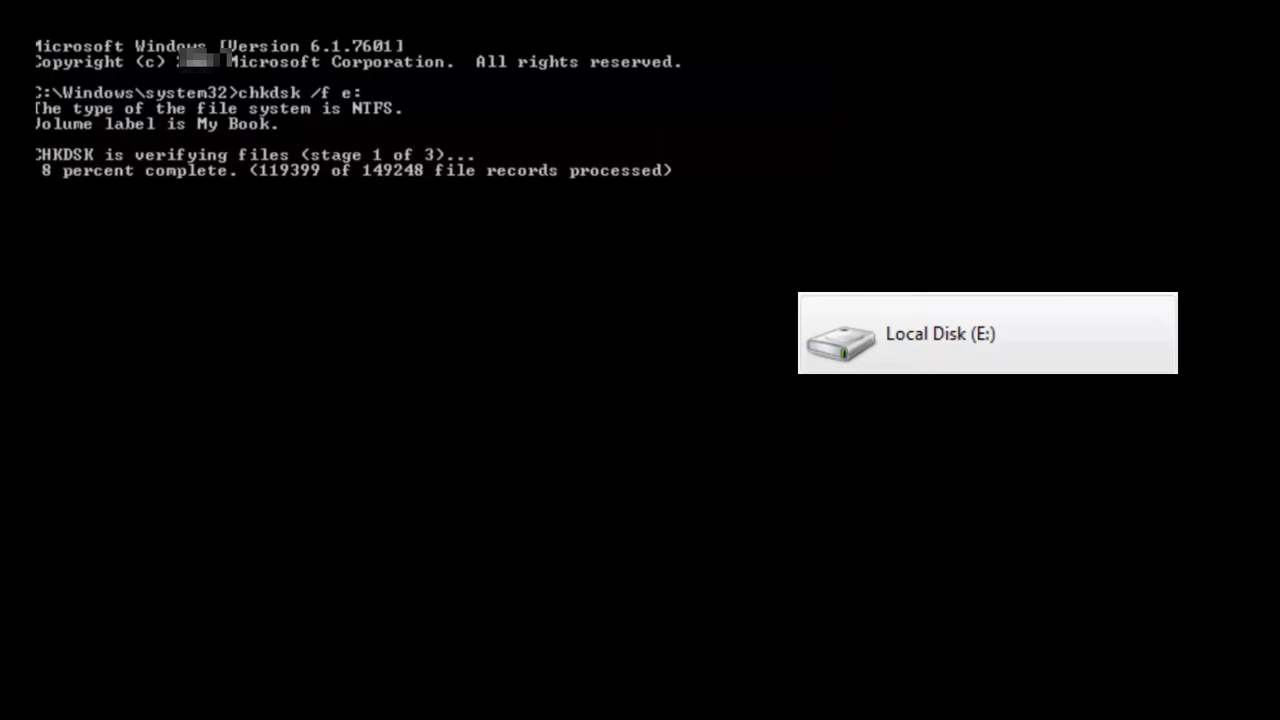 Microsoft Windows [Version 6.1.7601]
Copyright (c) Microsoft Corporation. All rights reserved.
C:\Windows\system32>chkdsk /f e:
The type of the file system is NTFS.
Volume label is My Book.
CHKDSK is verifying files (stage 1 of 3)...
8 percent complete. (119399 of 149248 file records processed)
Local Disk (E:)